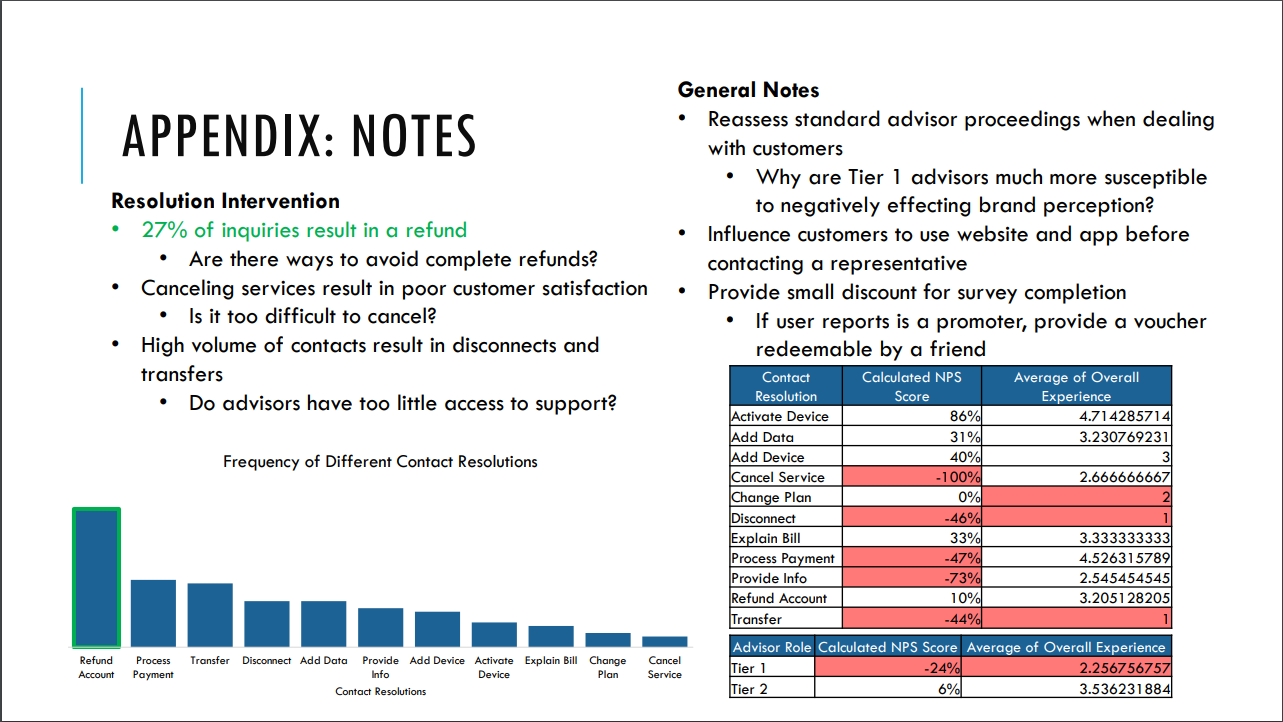 APPENDIX: NOTES
Resolution Intervention
• 27% of inquiries result in a refund
• Are there ways to avoid complete refunds?
• Canceling services result in poor customer satisfaction
• Is it too difficult to cancel?
• High volume of contacts result in disconnects and
transfers
• Do advisors have too little access to support?
Frequency of Different Contact Resolutions
Refund Account
Process Payment
Transfer
Disconnect
Add Data
Provide Info
Add Device
Activate Device
Explain Bill
Change Plan
Cancel Service
Contact Resolutions
General Notes
• Reassess standard advisor proceedings when dealing
with customers
• Why are Tier 1 advisors much more susceptible
to negatively effecting brand perception?
• Influence customers to use website and app before
contacting a representative
• Provide small discount for survey completion
• If user reports is a promoter, provide a voucher
redeemable by a friend
Contact Resolution Calculated NPS Score Average of Overall Experience
Activate Device 86% 4.714285714
Add Data 31% 3.230769231
Add Device 40% 3
Cancel Service -100% 2.666666667
Change Plan 0% 2
Disconnect -46% 1
Explain Bill 33% 3.333333333
Process Payment -47% 4.526315789
Provide Info -73% 2.545454545
Refund Account 10% 3.205128205
Transfer -44% 1
Advisor Role Calculated NPS Score Average of Overall Experience
Tier 1 -24% 2.256756757
Tier 2 6% 3.536231884